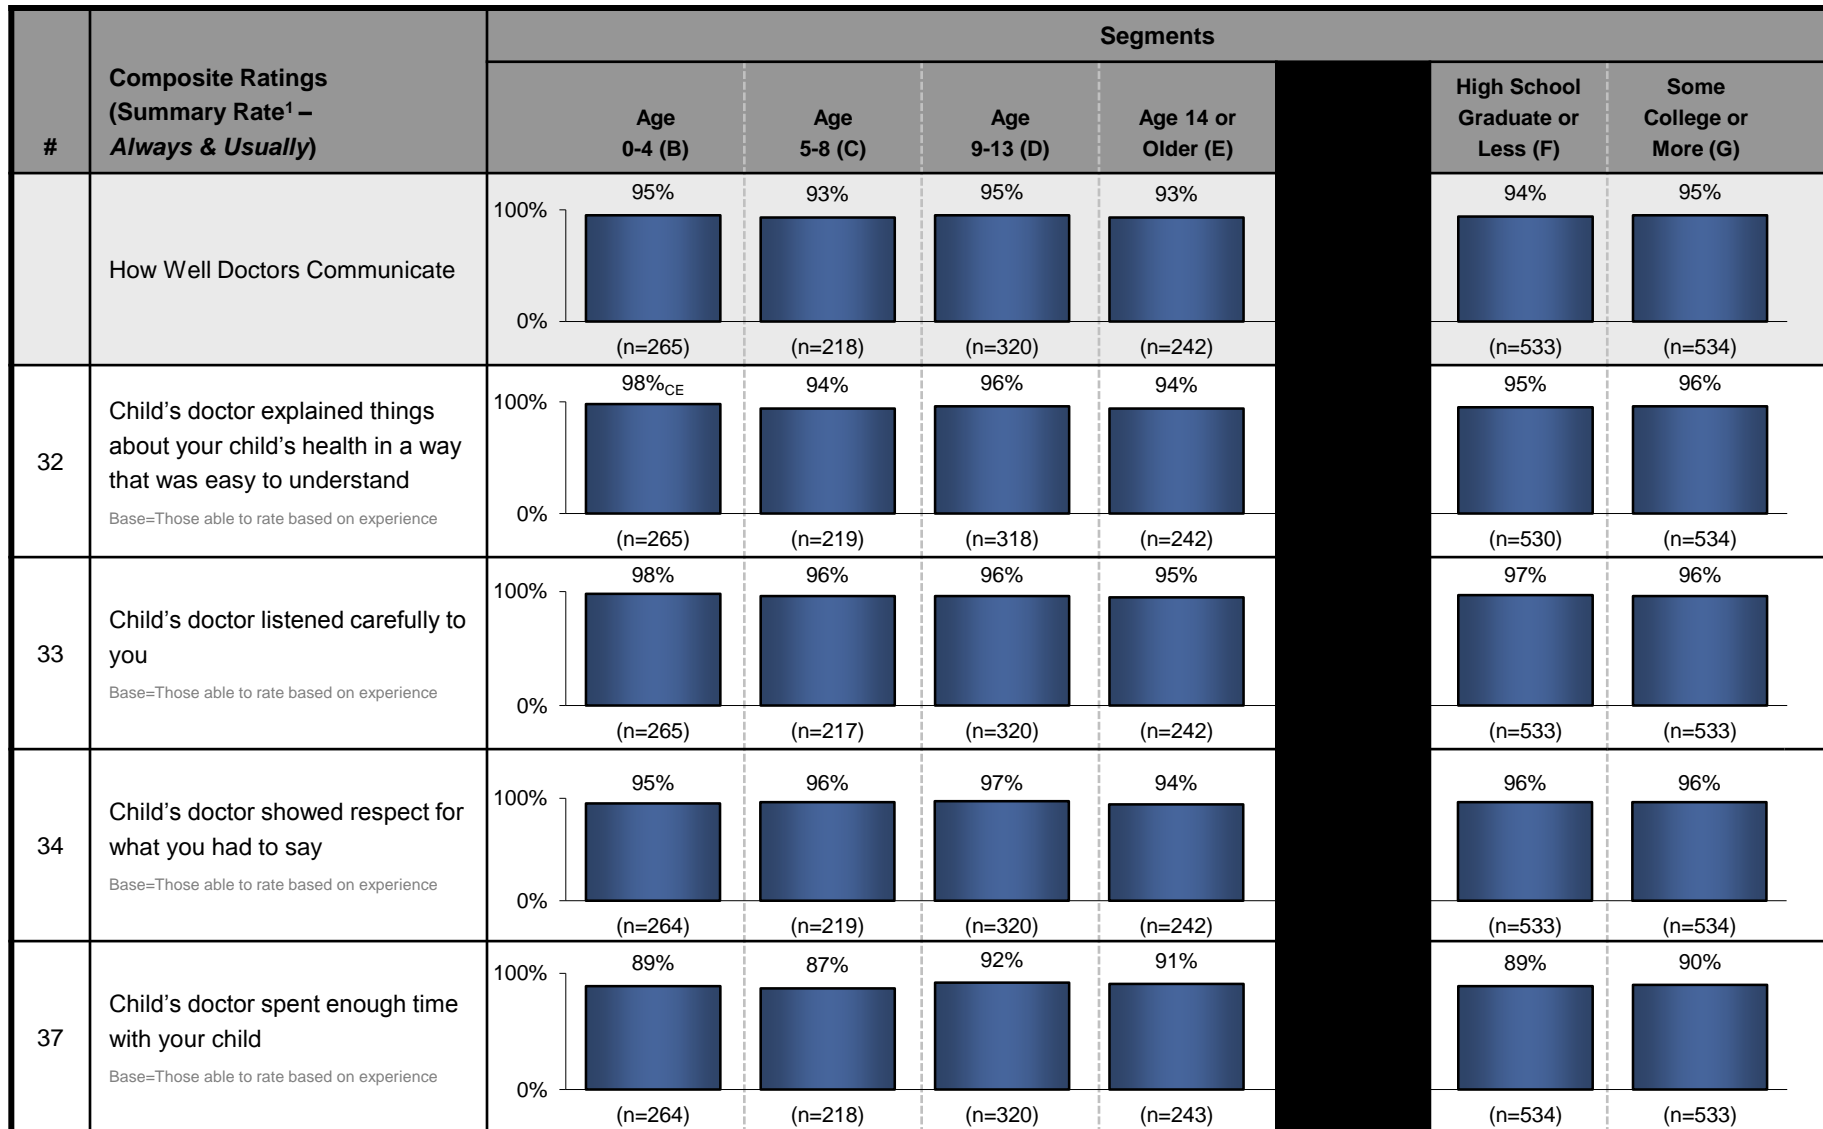 Segments
#
Composite Ratings
(Summary Rate¹ –
Always & Usually)
Age
0-4 (B)
Age
5-8 (C)
Age
9-13 (D)
Age 14 or
Older (E)
High School
Graduate or
Less (F)
Some
College or
More (G)
How Well Doctors Communicate
100%
0%
95%
93%
95%
93%
94%
95%
(n=265)
(n=218)
(n=320)
(n=242)
(n=533)
(n=534)
32
Child’s doctor explained things
about your child’s health in a way
that was easy to understand
Base=Those able to rate based on experience
100%
0%
98%CE
94%
96%
94%
95%
96%
(n=265)
(n=219)
(n=318)
(n=242)
(n=530)
(n=534)
33
Child’s doctor listened carefully to
you
Base=Those able to rate based on experience
100%
0%
98%
96%
96%
95%
97%
96%
(n=265)
(n=217)
(n=320)
(n=242)
(n=533)
(n=533)
34
Child’s doctor showed respect for
what you had to say
Base=Those able to rate based on experience
100%
0%
95%
96%
97%
94%
96%
96%
(n=264)
(n=219)
(n=320)
(n=242)
(n=533)
(n=534)
37
Child’s doctor spent enough time
with your child
Base=Those able to rate based on experience
100%
0%
89%
87%
92%
91%
89%
90%
(n=264)
(n=218)
(n=320)
(n=243)
(n=534)
(n=533)